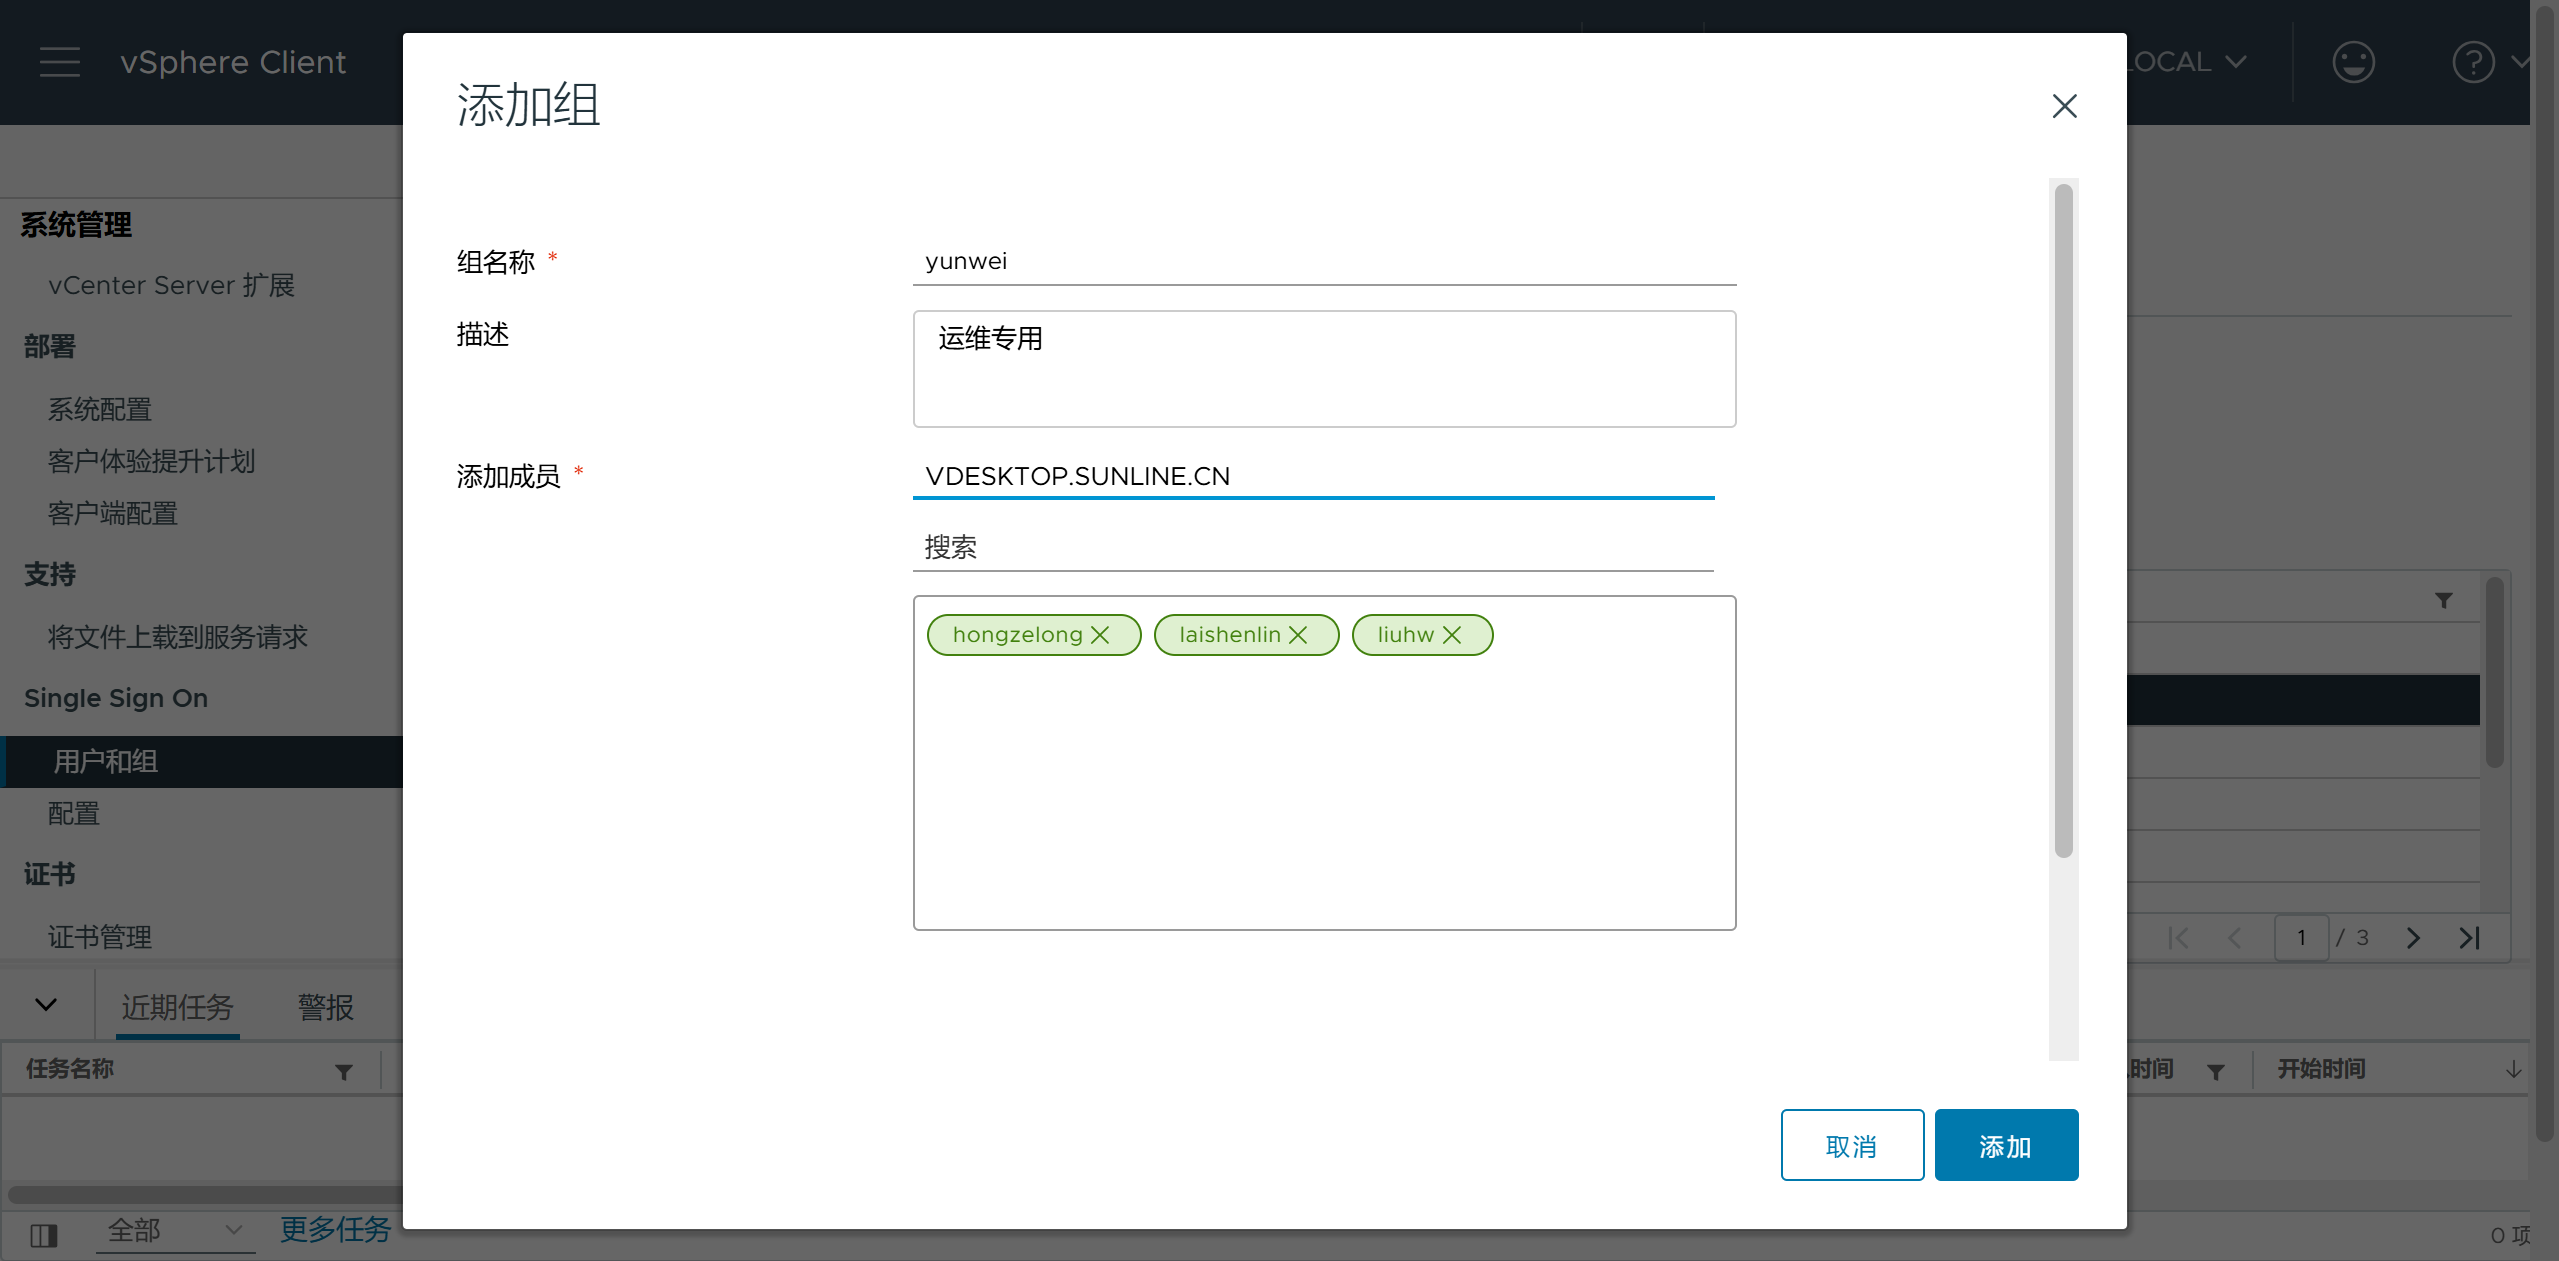 vSphere Client
LOCAL
添加组
系统管理
vCenter Server 扩展
部署
系统配置
客户体验提升计划
客户端配置
支持
将文件上载到服务请求
Single Sign On
用户和组
配置
证书
证书管理
组名称 *
yunwei
描述
运维专用
添加成员 *
VDESKTOP.SUNLINE.CN
搜索
hongzelong laishenlin liuhw
1 / 3
取消 添加
近期任务 警报
任务名称 时间 开始时间
全部 更多任务 0 项